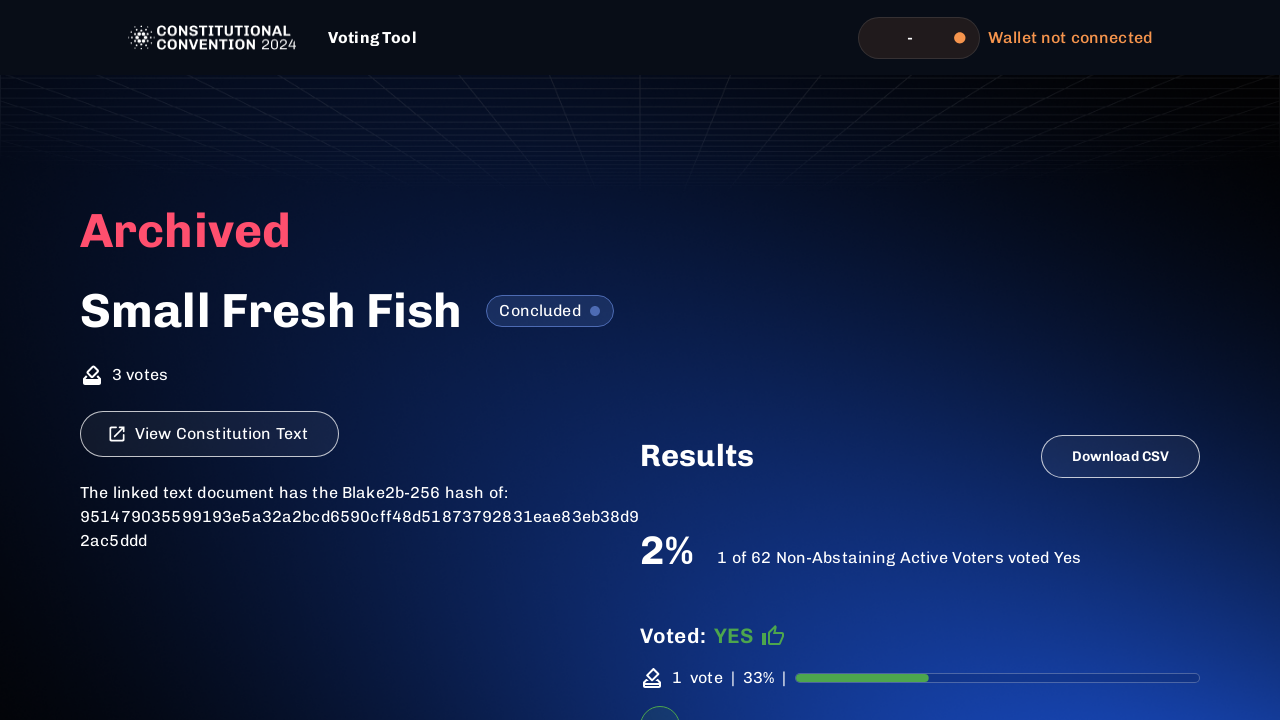 CONSTITUTIONAL
CONVENTION 2024
Voting Tool
-
Wallet not connected
Archived
Small Fresh Fish
Concluded
3 votes
View Constitution Text
The linked text document has the Blake2b-256 hash of:
951479035599193e5a32a2bcd6590cff48d51873792831eae83eb38d9
2ac5ddd
Results
Download CSV
2%
1 of 62 Non-Abstaining Active Voters voted Yes
Voted: YES
1 vote | 33% |